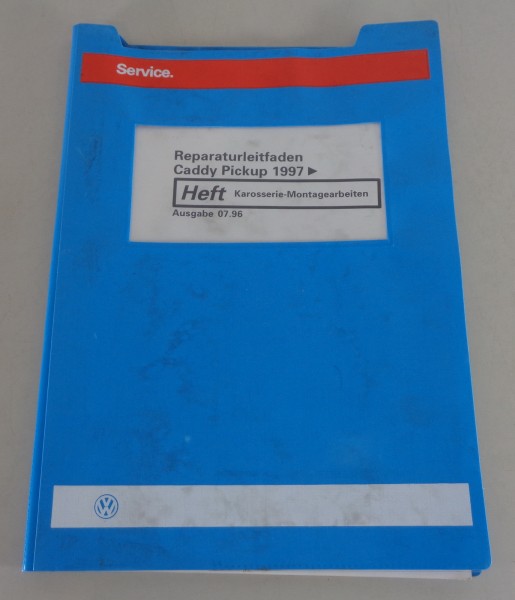 Service.
Reparaturleitfaden
Caddy Pickup 1997 ►
Heft Karosserie-Montagearbeiten
Ausgabe 07.96